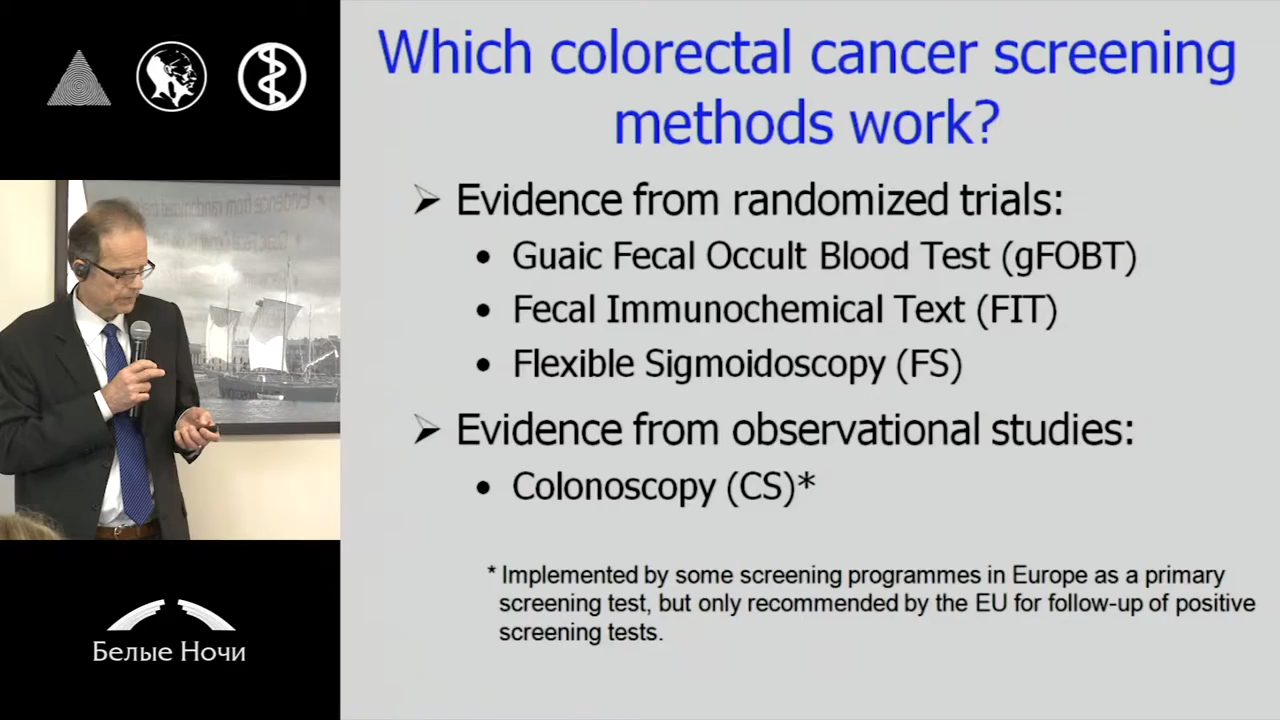 Which colorectal cancer screening
methods work?
Evidence from randomized trials:
• Guaic Fecal Occult Blood Test (gFOBT)
• Fecal Immunochemical Text (FIT)
• Flexible Sigmoidoscopy (FS)
Evidence from observational studies:
• Colonoscopy (CS)*
* Implemented by some screening programmes in Europe as a primary
screening test, but only recommended by the EU for follow-up of positive
screening tests.
Белые Ночи